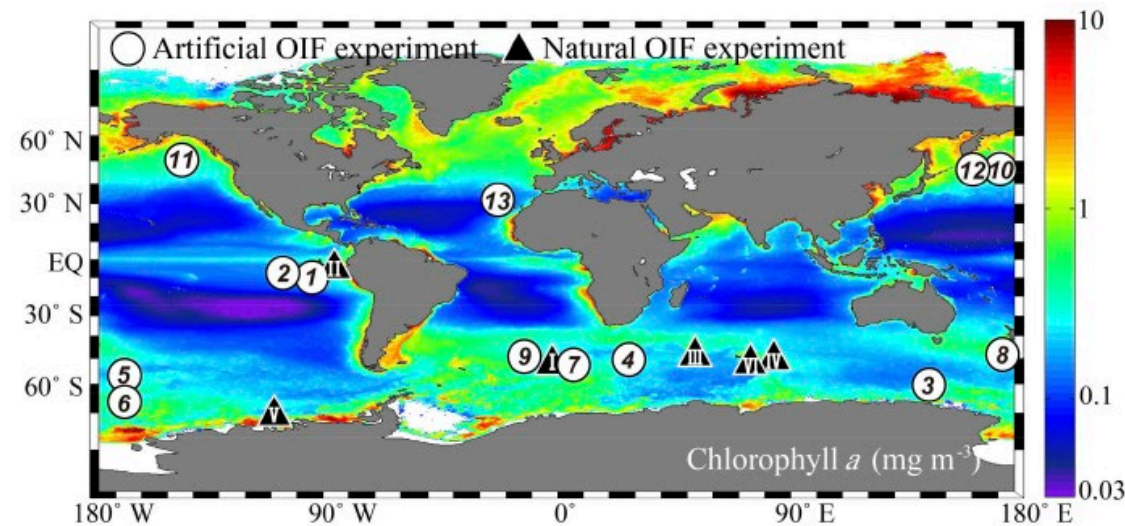 Artificial OIF experiment
Natural OIF experiment
10
60° N
11
12
10
30° N
13
1
EQ
2
1
II
30° S
9
I
7
4
III
VI
IV
8
5
3
60° S
6
V
0.1
Chlorophyll a (mg m-3)
0.03
180° W
90° W
0°
90° E
180° E